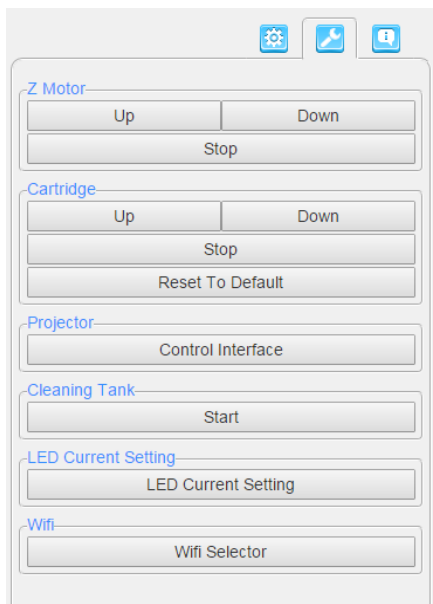 Z Motor
Up Down
Stop
Cartridge
Up Down
Stop
Reset To Default
Projector
Control Interface
Cleaning Tank
Start
LED Current Setting
LED Current Setting
Wifi
Wifi Selector